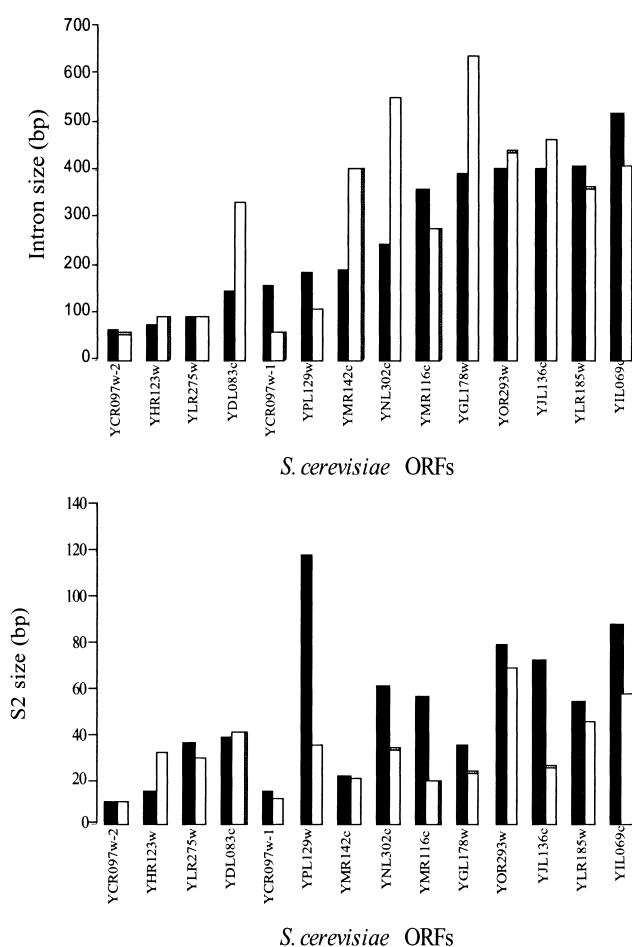 700
600
500
400
300
200
100
0
Intron size (bp)
YCR097w-2
YHR123w
YLR275w
YDL083c
YCR097w-1
YPL129w
YMR142c
YNL302c
YMR116c
YGL178w
YOR293w
YJL136c
YLR185w
YIL069c
S. cerevisiae ORFs
140
120
100
80
60
40
20
0
S2 size (bp)
YCR097w-2
YHR123w
YLR275w
YDL083c
YCR097w-1
YPL129w
YMR142c
YNL302c
YMR116c
YGL178w
YOR293w
YJL136c
YLR185w
YIL069c
S. cerevisiae ORFs